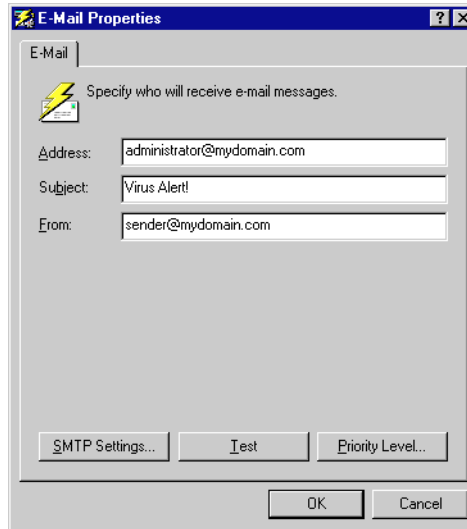 E-Mail Properties
E-Mail
Specify who will receive e-mail messages.
Address: administrator@mydomain.com
Subject: Virus Alert!
From: sender@mydomain.com
SMTP Settings... Test Priority Level...
OK Cancel